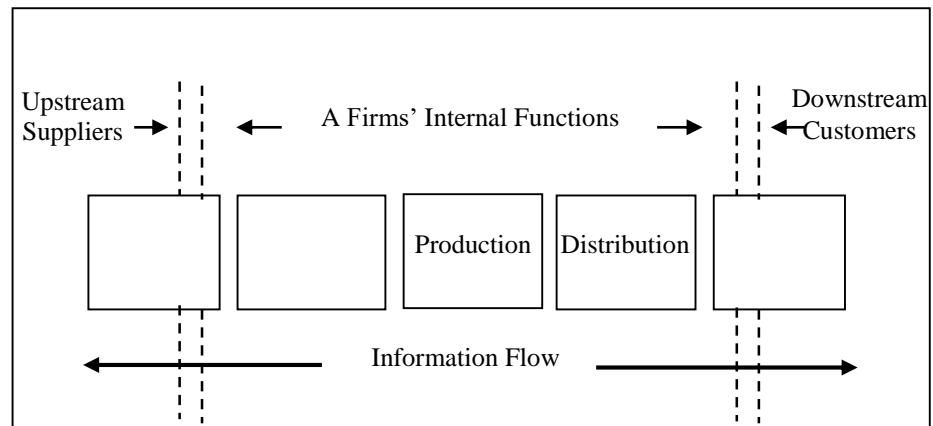 Upstream
Suppliers
A Firms' Internal Functions
Downstream
Customers
Production
Distribution
Information Flow